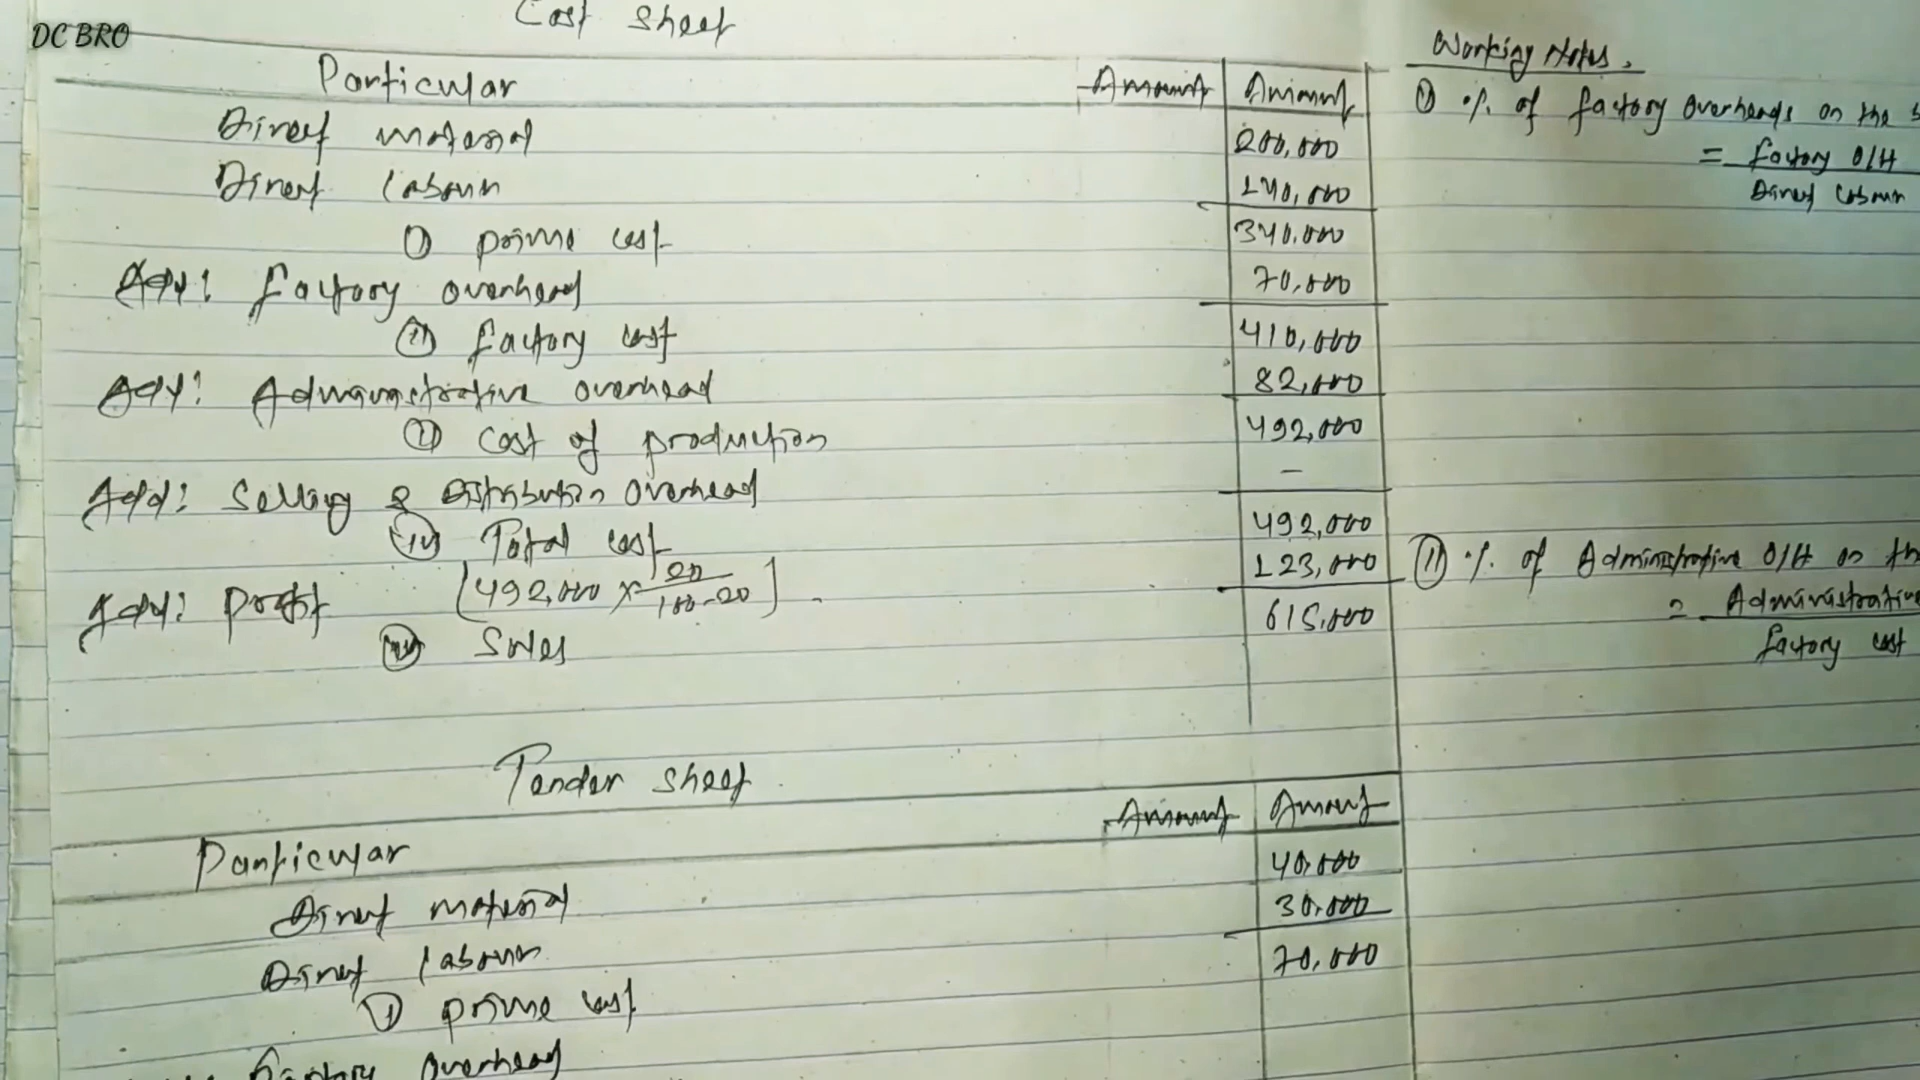 Cost Sheet
DC BRO
Particular Amount Amount
Direct material 200,000
Direct labour 140,000
① prime cost 340,000
Add: factory overhead 70,000
② factory cost 410,000
Add: Administrative overhead 82,000
cost of production 492,000
Add: Selling & Distribution Overhead –
(iv) Total cost 492,000
Add: Profit [492,000 × 20/100-20] 123,000
Sales 615,000
Tender sheet
Particular Amount Amount
Direct material 40,000
Direct labour 30,000
① prime cost 70,000
Factory overhead
Working Notes,
① % of factory overheads on the
= factory O/H
Direct labour
② % of Administrative O/H on the
= Administrative
factory cost